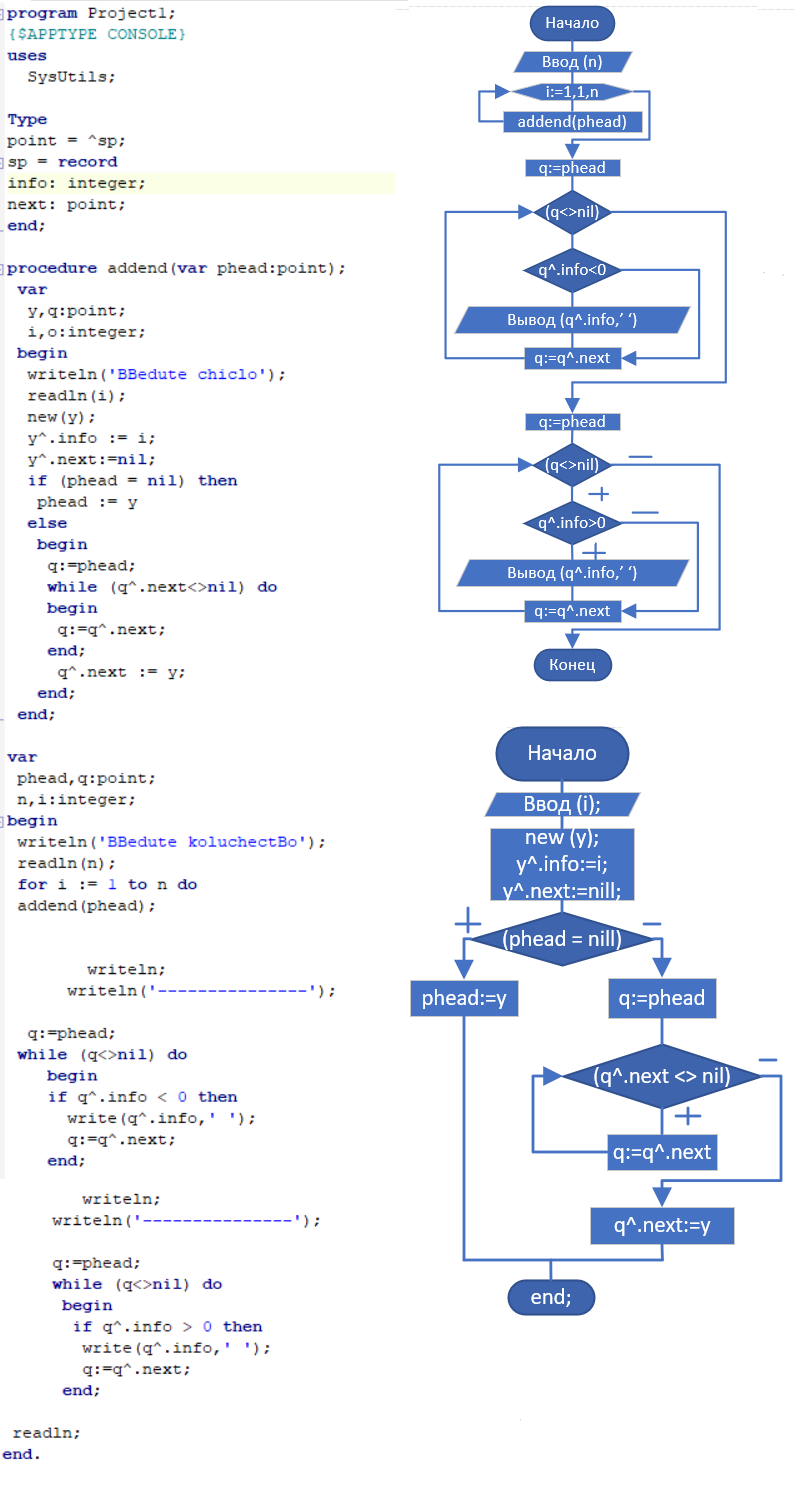 program Project1;
{$APPTYPE CONSOLE}
uses
SysUtils;
Type
point = ^sp;
sp = record
info: integer;
next: point;
end;
procedure addend(var phead:point);
var
y,q:point;
i,o:integer;
begin
writeln('BBedute chiclo');
readln(i);
new(y);
y^.info := i;
y^.next:=nil;
if (phead = nil) then
phead := y
else
begin
q:=phead;
while (q^.next<>nil) do
begin
q:=q^.next;
end;
q^.next := y;
end;
end;
var
phead,q:point;
n,i:integer;
begin
writeln('BBedute koluchectBo');
readln(n);
for i := 1 to n do
addend(phead);
writeln;
writeln('---------------');
q:=phead;
while (q<>nil) do
begin
if q^.info < 0 then
write(q^.info,' ');
q:=q^.next;
end;
writeln;
writeln('---------------');
q:=phead;
while (q<>nil) do
begin
if q^.info > 0 then
write(q^.info,' ');
q:=q^.next;
end;
readln;
end.
Начало
Ввод (n)
i:=1,1,n
addend(phead)
q:=phead
(q<>nil)
q^.info<0
Вывод (q^.info,’ ‘)
q:=q^.next
q:=phead
(q<>nil)
—
+
q^.info>0
—
+
Вывод (q^.info,’ ‘)
q:=q^.next
Конец
Начало
Ввод (i);
new (y);
y^.info:=i;
y^.next:=nill;
+
—
(phead = nill)
phead:=y
q:=phead
(q^.next <> nil)
—
+
q:=q^.next
q^.next:=y
end;